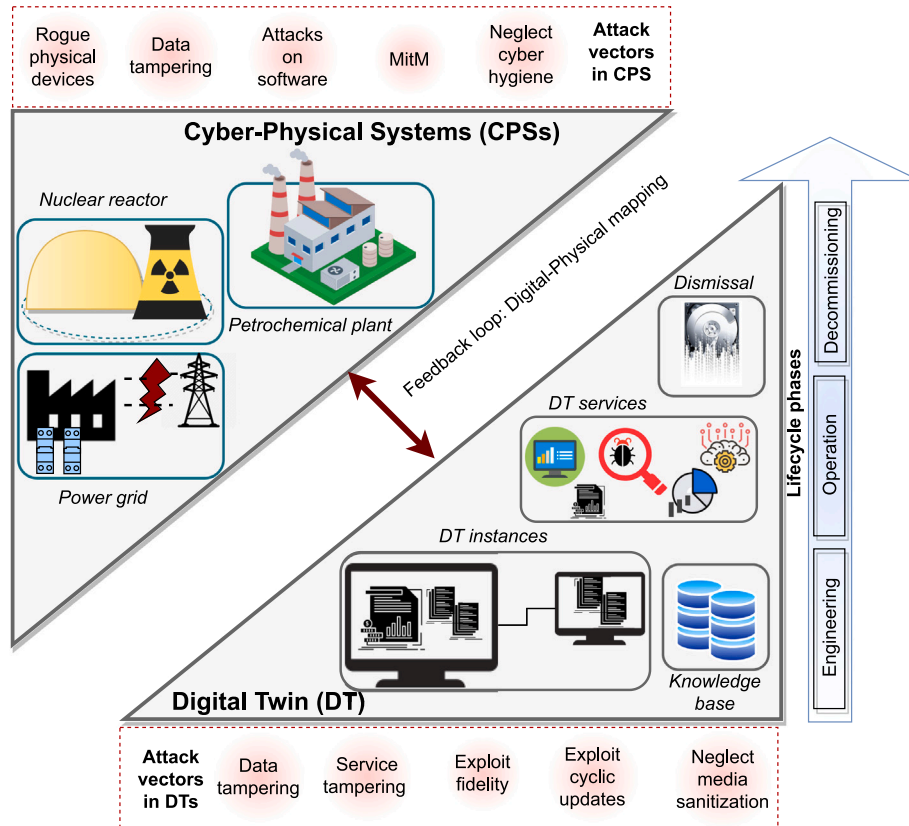 Rogue
physical
devices
Data
tampering
Attacks
on
software
MitM
Neglect
cyber
hygiene
Attack
vectors
in CPS
Cyber-Physical Systems (CPSs)
Nuclear reactor
Petrochemical plant
Power grid
Feedback loop: Digital-Physical mapping
Dismissal
DT services
DT instances
Knowledge
base
Digital Twin (DT)
Lifecycle phases
Decommissioning
Operation
Engineering
Attack
vectors
in DTs
Data
tampering
Service
tampering
Exploit
fidelity
Exploit
cyclic
updates
Neglect
media
sanitization